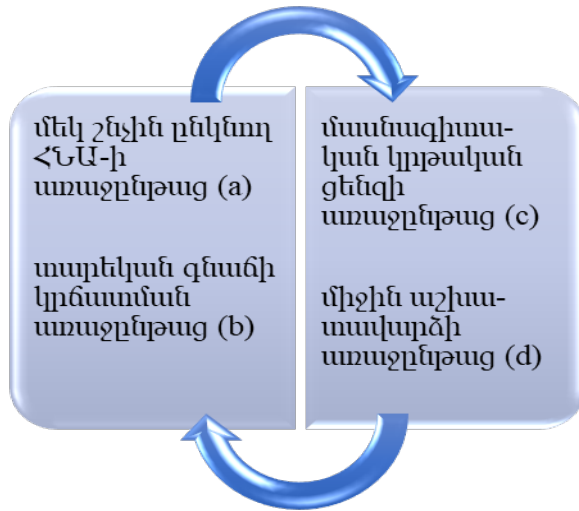 մեկ շնչին ընկնող
ՀՆԱ-ի
առաջընթաց (a)
տարեկան գնաճի
կրճատման
առաջընթաց (b)
մասնագիտա-
կան կրթական
ցենզի
առաջընթաց (c)
միջին աշխա-
տավարձի
առաջընթաց (d)